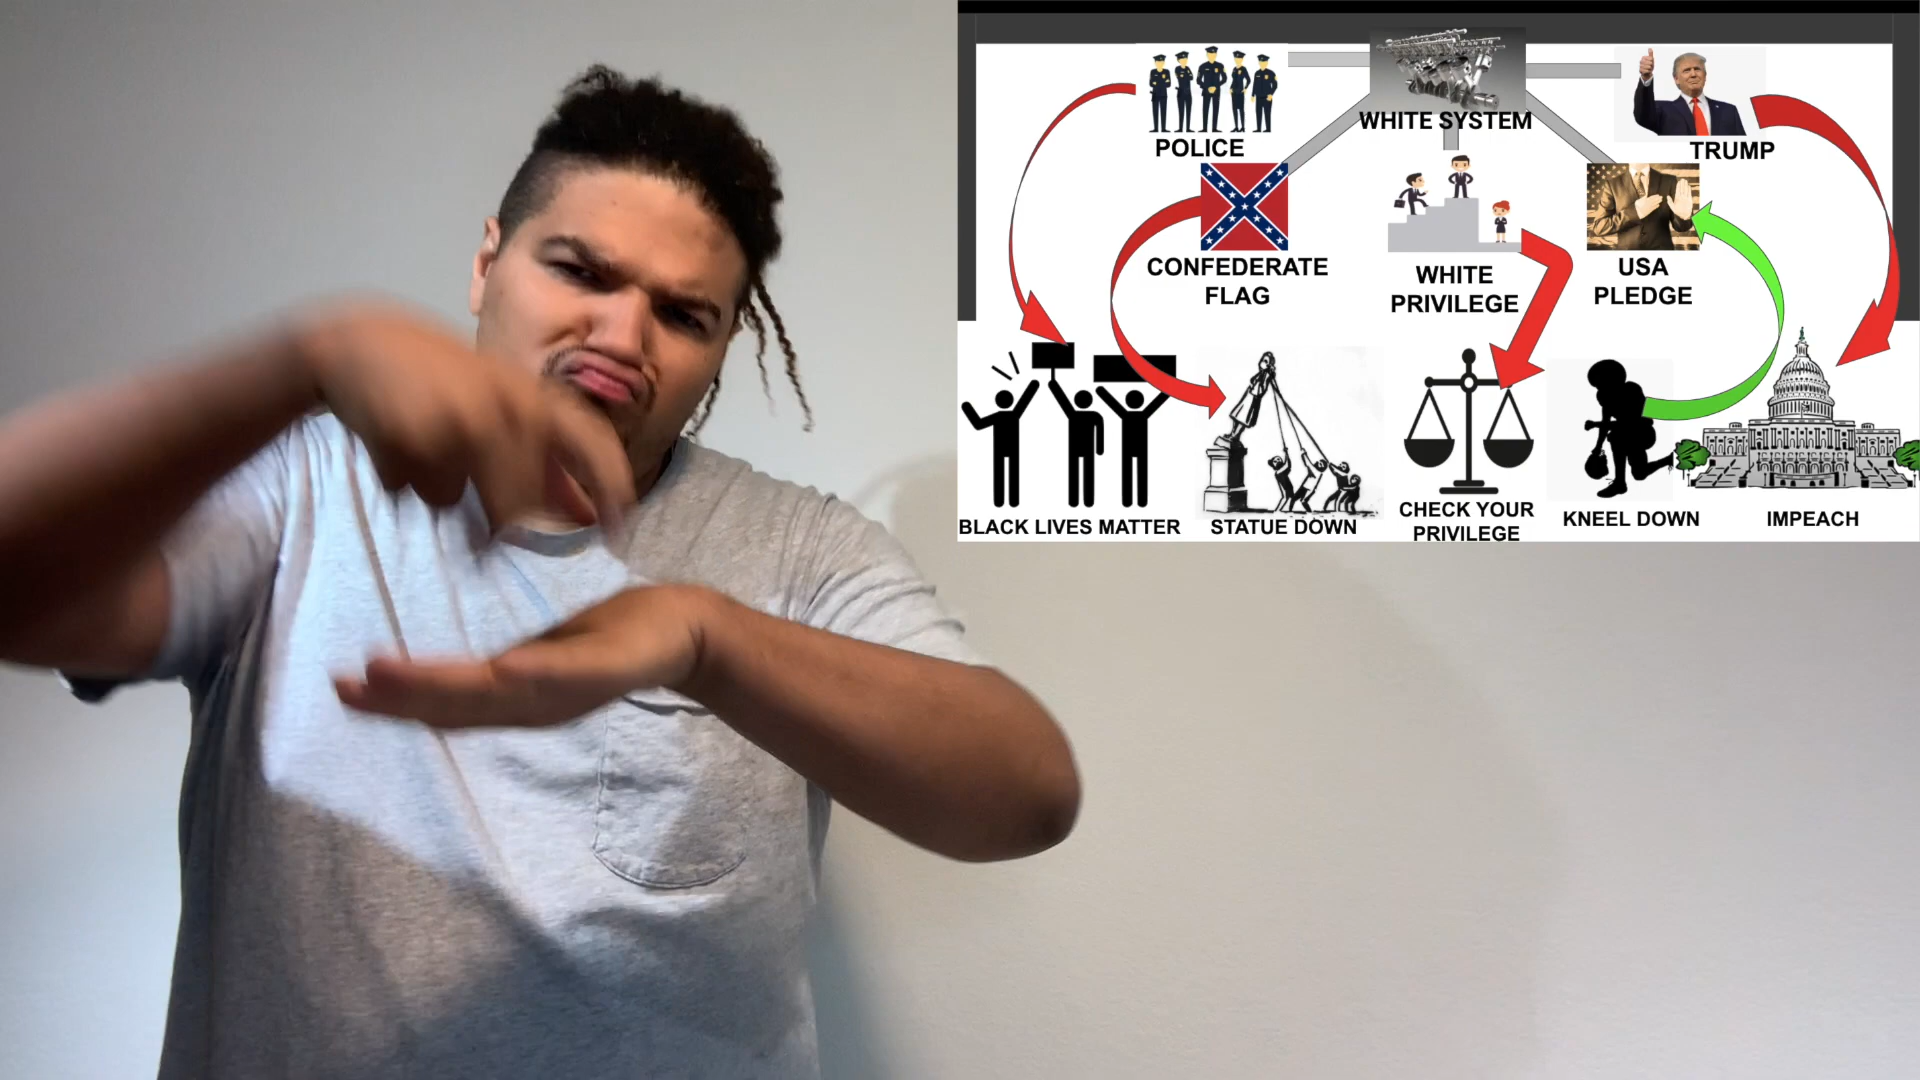 WHITE SYSTEM
POLICE
TRUMP
CONFEDERATE
FLAG
WHITE
PRIVILEGE
USA
PLEDGE
BLACK LIVES MATTER
STATUE DOWN
CHECK YOUR
PRIVILEGE
KNEEL DOWN
IMPEACH